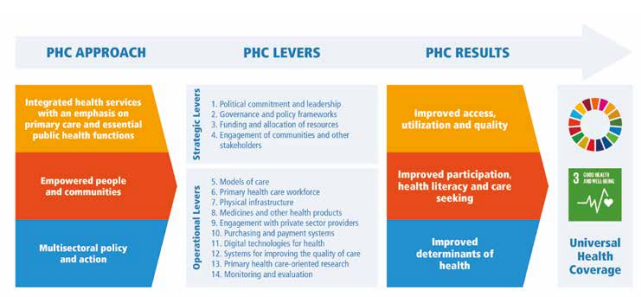 PHC APPROACH
PHC LEVERS
PHC RESULTS
Integrated health services
with an emphasis on
primary care and essential
public health functions
Empowered people
and communities
Multisectoral policy
and action
Strategic Levers
1. Political commitment and leadership
2. Governance and policy frameworks
3. Funding and allocation of resources
4. Engagement of communities and other
stakeholders
Operational Levers
5. Models of care
6. Primary health care workforce
7. Physical infrastructure
8. Medicines and other health products
9. Engagement with private sector providers
10. Purchasing and payment systems
11. Digital technologies for health
12. Systems for improving the quality of care
13. Primary health care-oriented research
14. Monitoring and evaluation
Improved access,
utilization and quality
Improved participation,
health literacy and care
seeking
Improved
determinants of
health
3 GOOD HEALTH
AND WELL-BEING
Universal
Health
Coverage